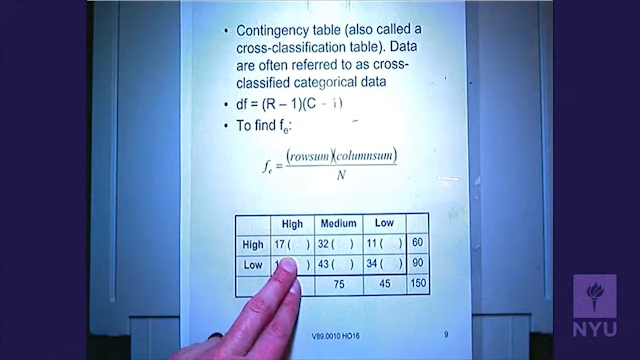 • Contingency table (also called a
cross-classification table). Data
are often referred to as cross-
classified categorical data
• df = (R – 1)(C – 1)
• To find fe:
fe = (rowsum)(columnsum) / N
High Medium Low
High 17 ( ) 32 ( ) 11 ( ) 60
Low ) 43 ( ) 34 ( ) 90
75 45 150
V89.0010 HO16 9
NYU